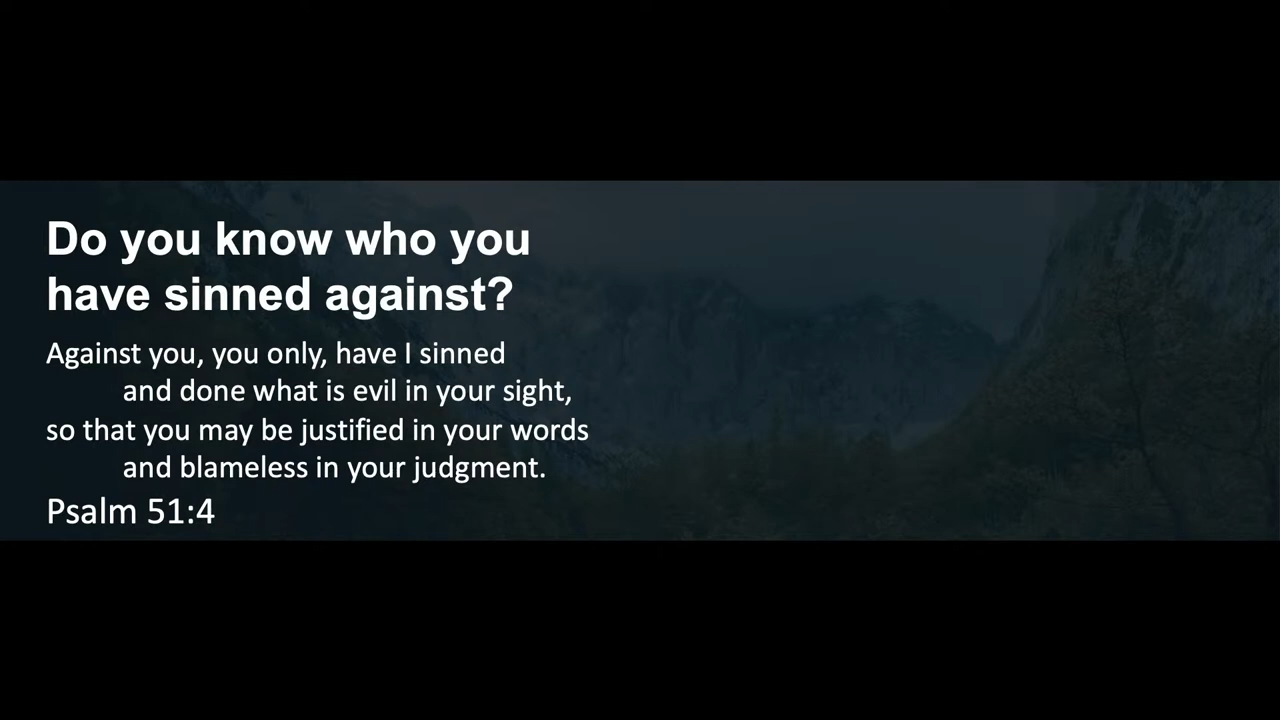 Do you know who you
have sinned against?
Against you, you only, have I sinned
and done what is evil in your sight,
so that you may be justified in your words
and blameless in your judgment.
Psalm 51:4